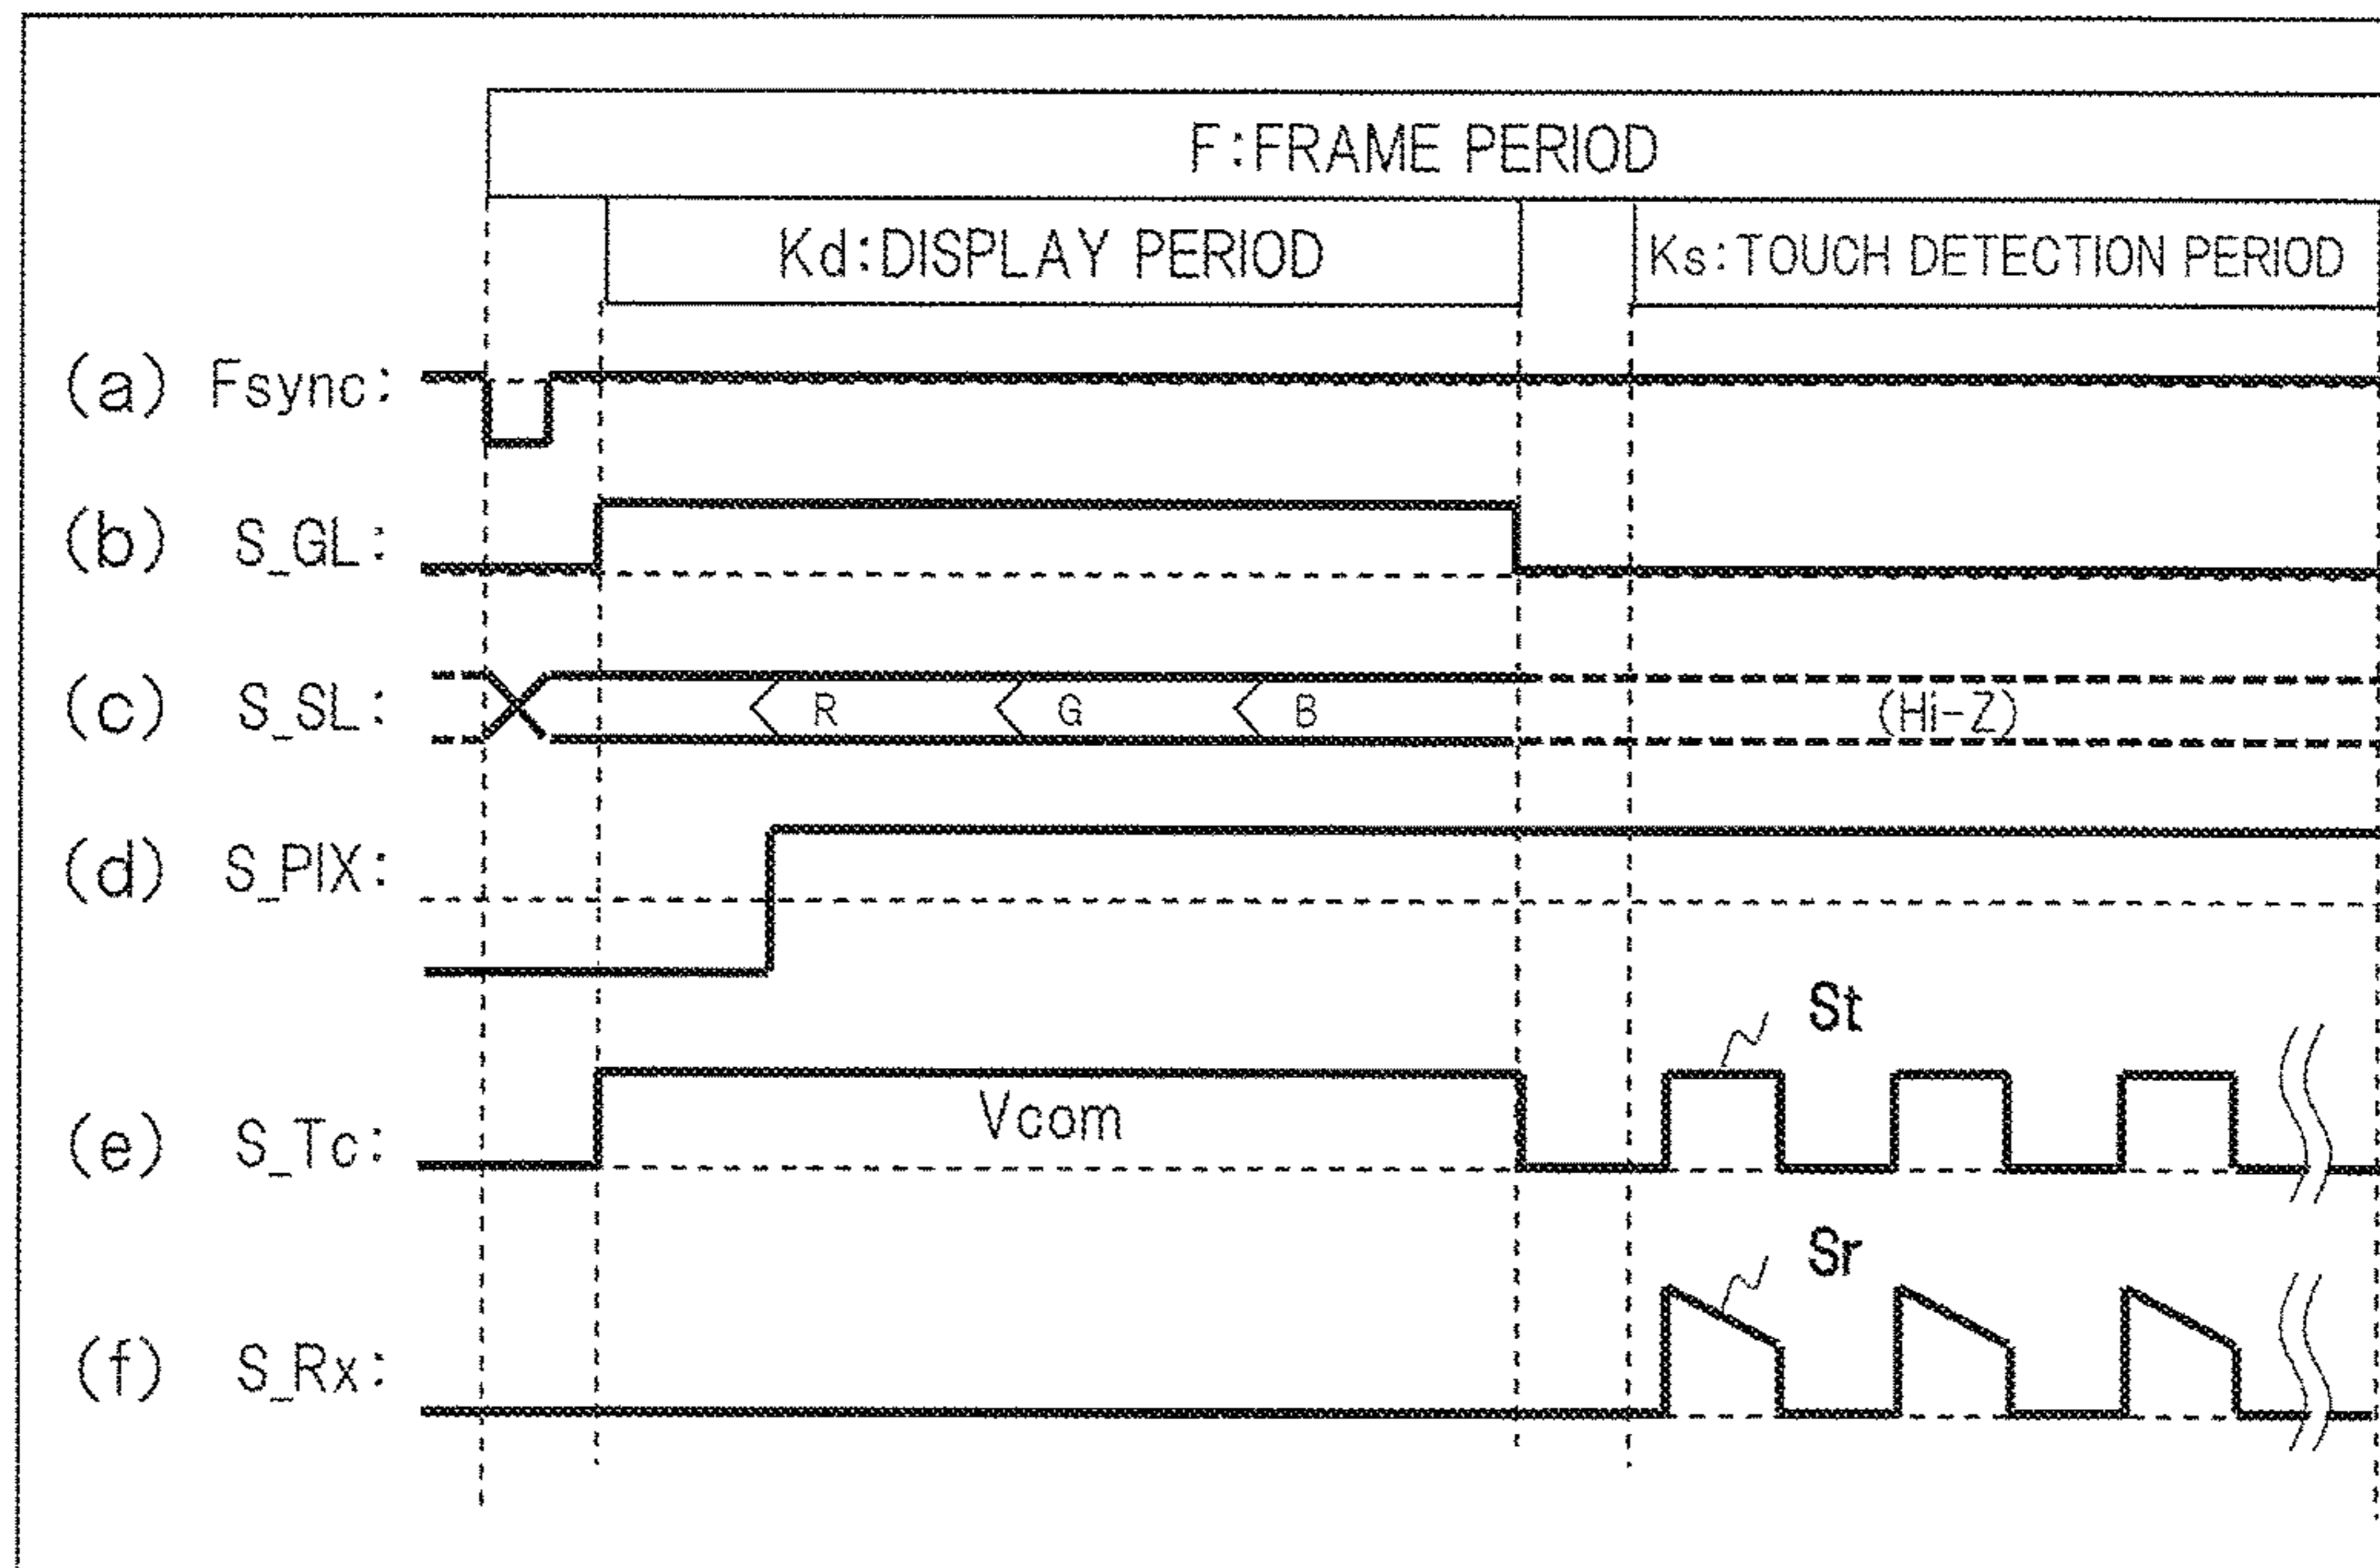 F:FRAME PERIOD
Kd:DISPLAY PERIOD Ks:TOUCH DETECTION PERIOD
(a) Fsync:
(b) S_GL:
(c) S_SL: R G B (Hi-Z)
(d) S_PIX:
St
(e) S_Tc: Vcom
Sr
(f) S_Rx: